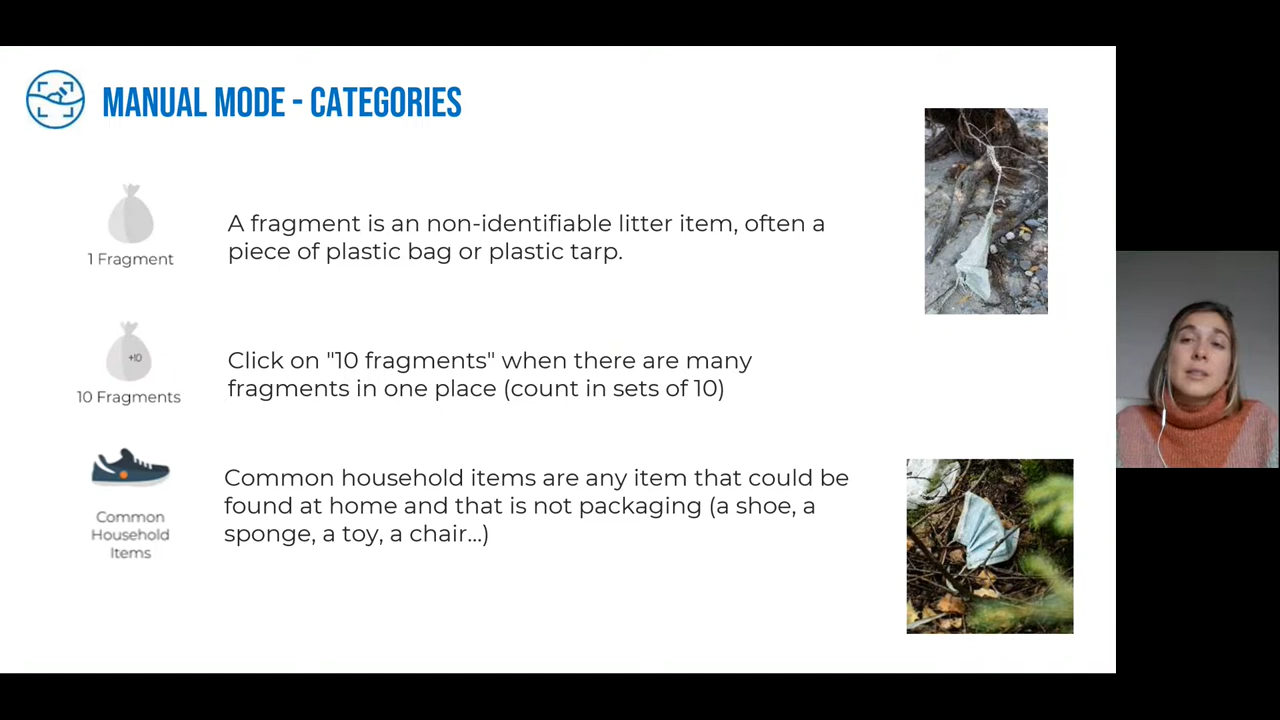 MANUAL MODE - CATEGORIES
1 Fragment
A fragment is an non-identifiable litter item, often a
piece of plastic bag or plastic tarp.
+10
10 Fragments
Click on "10 fragments" when there are many
fragments in one place (count in sets of 10)
Common
Household
Items
Common household items are any item that could be
found at home and that is not packaging (a shoe, a
sponge, a toy, a chair...)